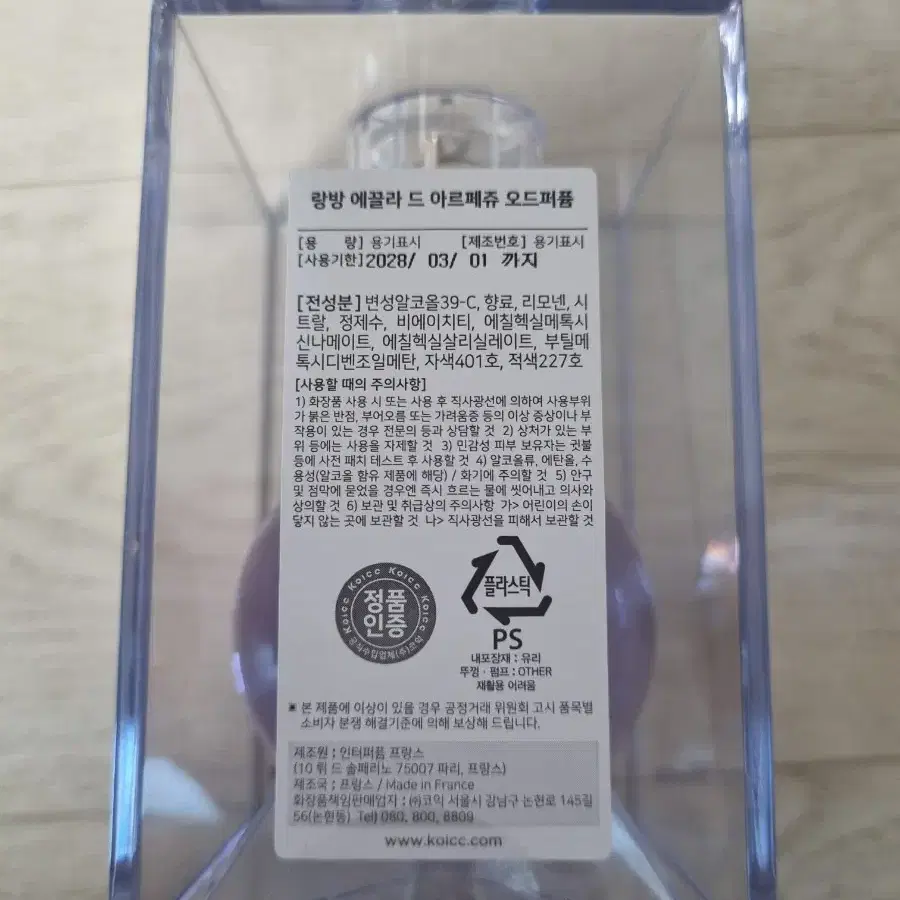 랑방 에끌라 드 아르페쥬 오드퍼퓸
[용 량] 용기표시 [제조번호] 용기표시
[사용기한]2028/ 03/ 01 까지
[전성분] 변성알코올39-C, 향료, 리모넨, 시
트랄, 정제수, 비에이치티, 에칠헥실메톡시
신나메이트, 에칠헥실살리실레이트, 부틸메
톡시디벤조일메탄, 자색401호, 적색227호
[사용할 때의 주의사항]
1) 화장품 사용 시 또는 사용 후 직사광선에 의하여 사용부위
가 붉은 반점, 부어오름 또는 가려움증 등의 이상 증상이나 부
작용이 있는 경우 전문의 등과 상담할 것 2) 상처가 있는 부
위 등에는 사용을 자제할 것 3) 민감성 피부 보유자는 귓불
등에 사전 패치 테스트 후 사용할 것 4) 알코올류, 에탄올, 수
용성(알코올 함유 제품에 해당) / 화기에 주의할 것 5) 안구
및 점막에 묻었을 경우엔 즉시 흐르는 물에 씻어내고 의사와
상의할 것 6) 보관 및 취급상의 주의사항 가> 어린이의 손이
닿지 않는 곳에 보관할 것 나> 직사광선을 피해서 보관할 것
Koicc Koicc Koicc Koicc
정품
인증
공식수입업체(주)코익
플라스틱
PS
내포장재 : 유리
뚜껑 · 펌프 : OTHER
재활용 어려움
※ 본 제품에 이상이 있을 경우 공정거래 위원회 고시 품목별
소비자 분쟁 해결기준에 의해 보상해 드립니다.
제조원 : 인터퍼퓸 프랑스
(10 뤼 드 솔페리노 75007 파리, 프랑스)
제조국 : 프랑스 / Made in France
화장품책임판매업자 : ㈜코익 서울시 강남구 논현로 145길
56(논현동) Tel) 080. 800. 8809
www.koicc.com